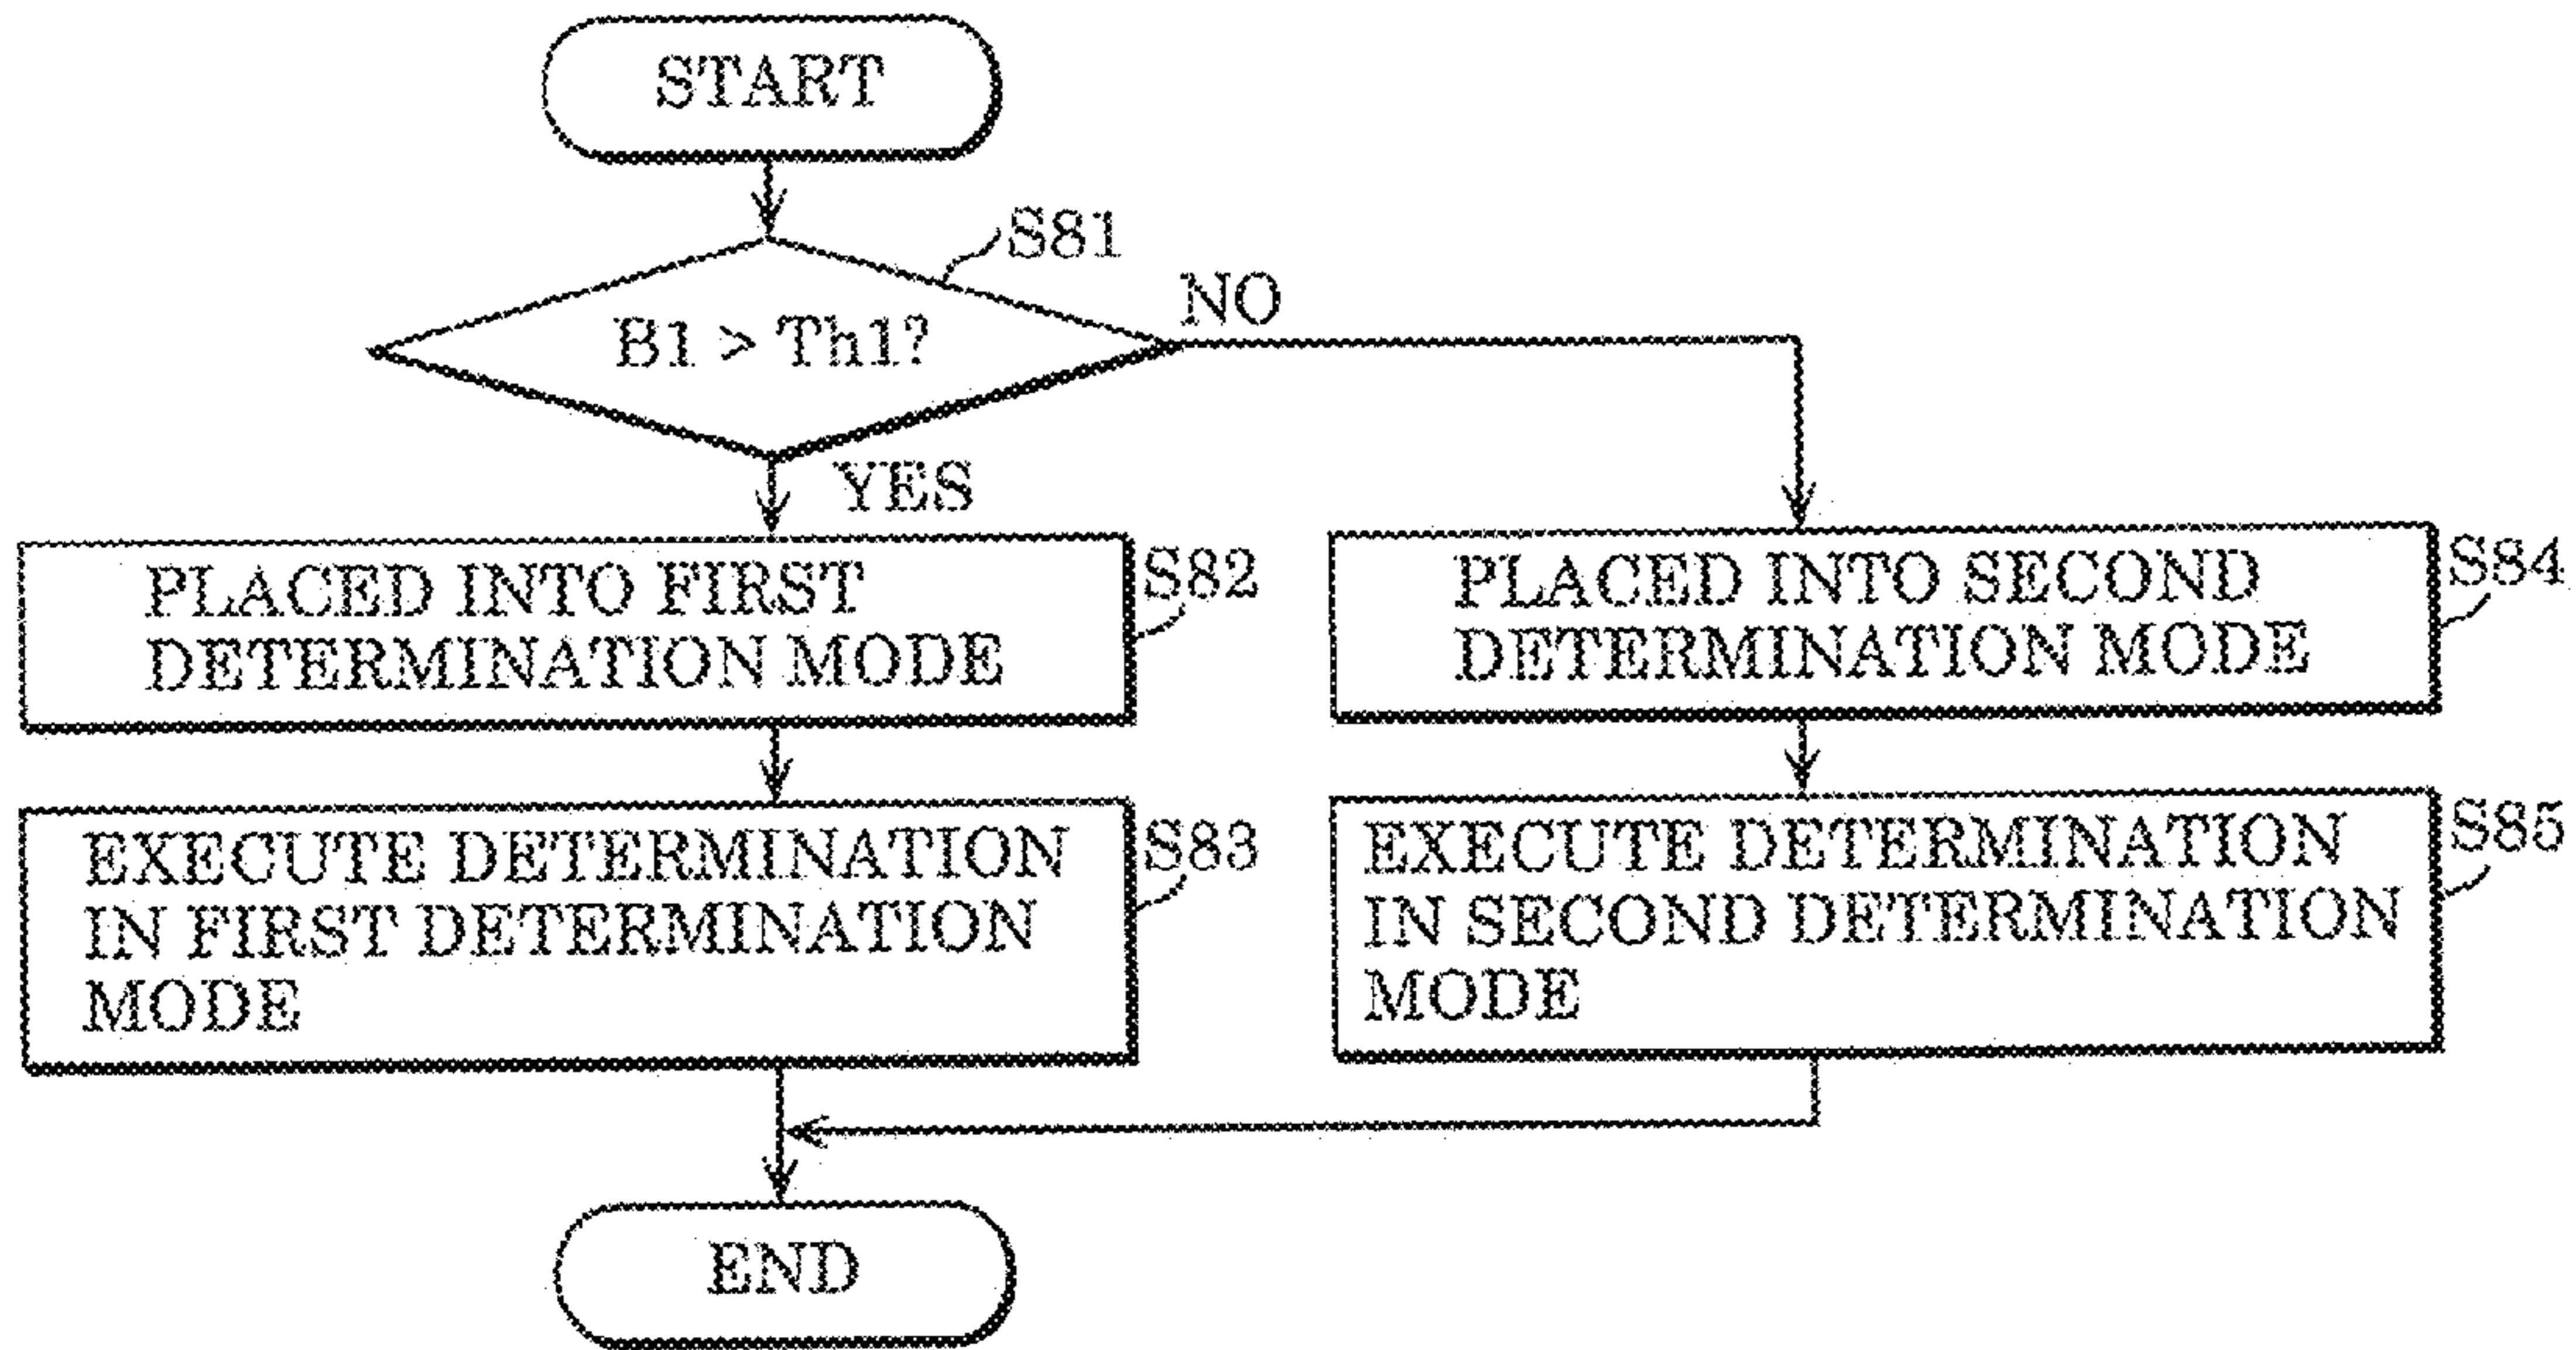 START
S81
B1 > Th1?
NO
YES
PLACED INTO FIRST
DETERMINATION MODE
S82
PLACED INTO SECOND
DETERMINATION MODE
S84
EXECUTE DETERMINATION
IN FIRST DETERMINATION
MODE
S83
EXECUTE DETERMINATION
IN SECOND DETERMINATION
MODE
S85
END